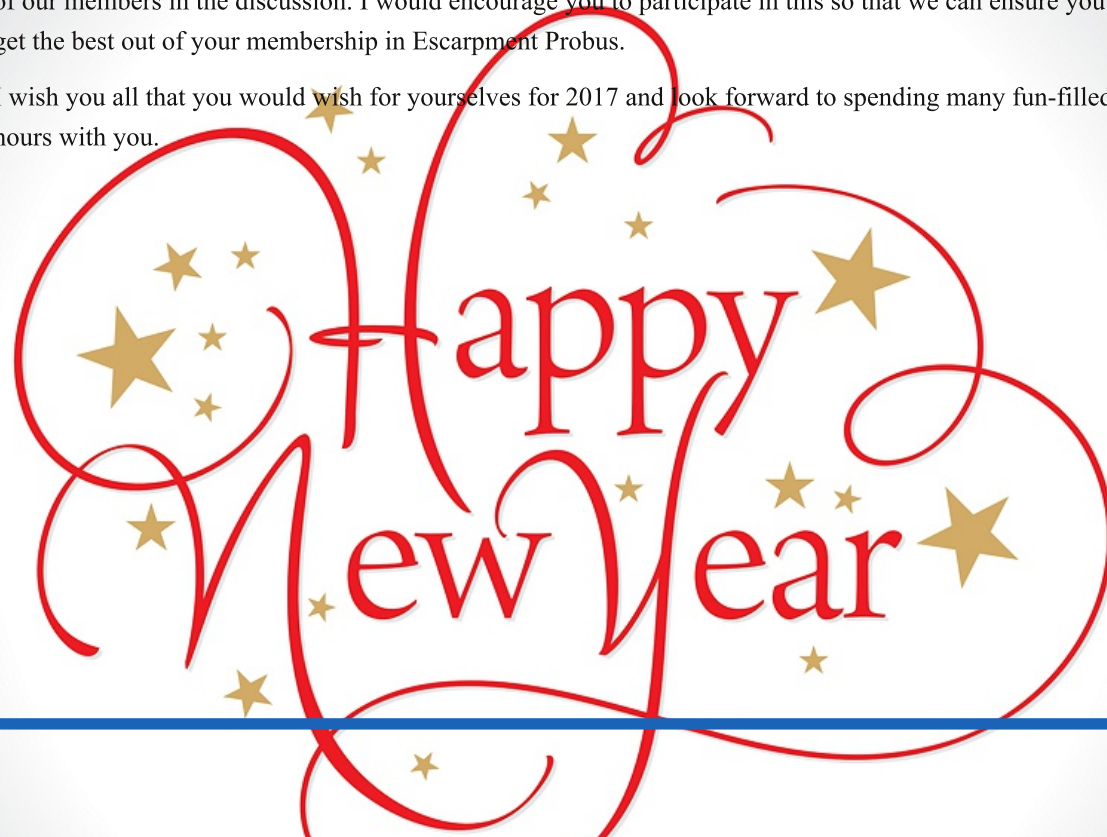 of our members in the discussion. I would encourage you to participate in this so that we can ensure you
get the best out of your membership in Escarpment Probus.
I wish you all that you would wish for yourselves for 2017 and look forward to spending many fun-filled
hours with you.
Happy
New Year